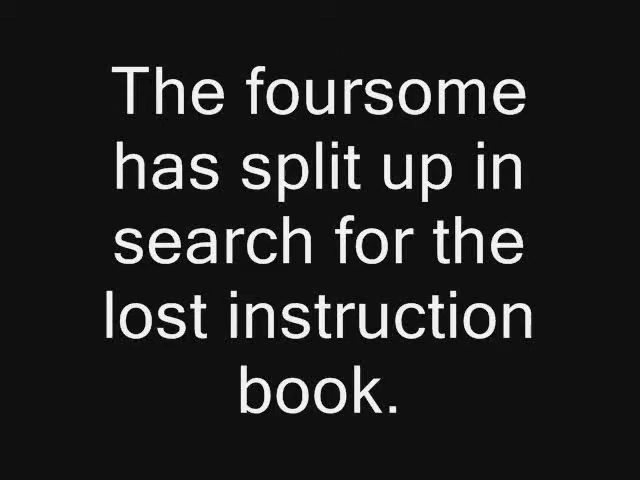 The foursome
has split up in
search for the
lost instruction
book.